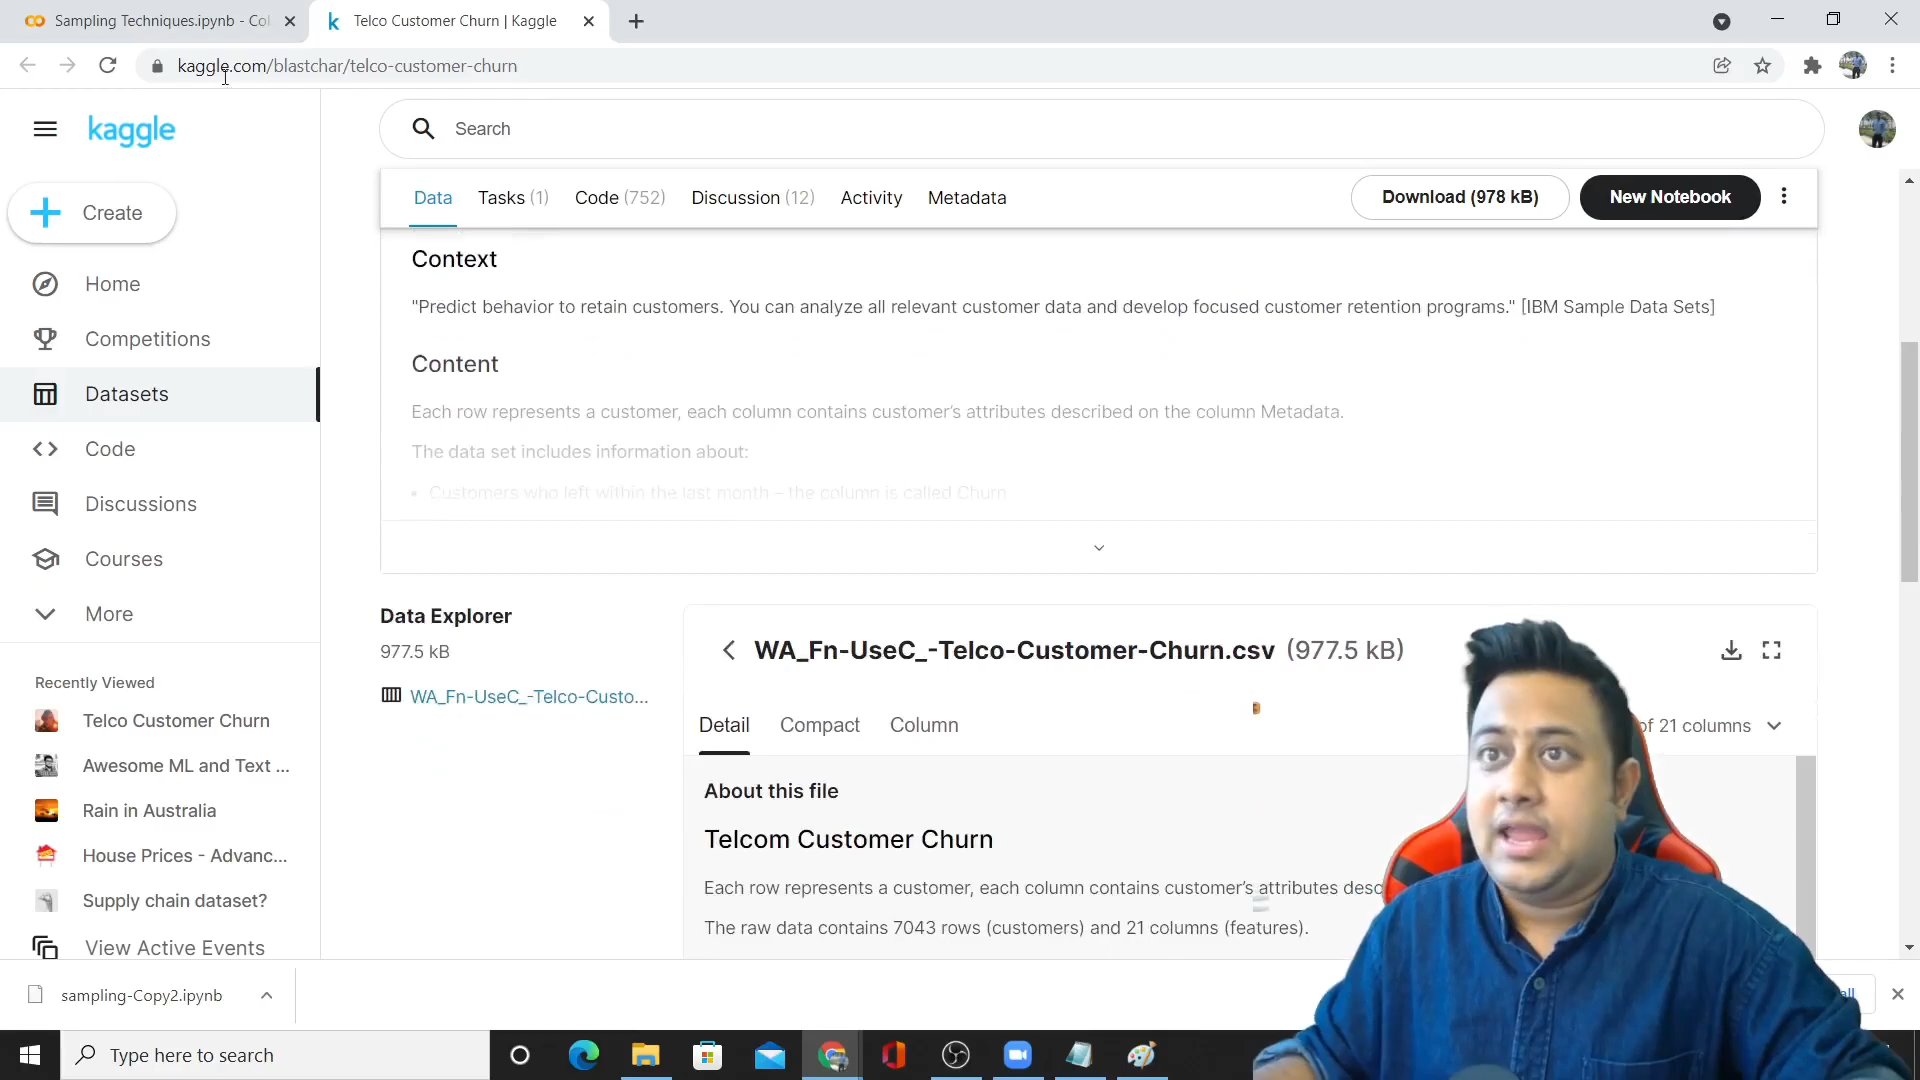 Sampling Techniques.ipynb - Col
Telco Customer Churn | Kaggle
kaggle.com/blastchar/telco-customer-churn
kaggle
Search
Create
Data
Tasks (1)
Code (752)
Discussion (12)
Activity
Metadata
Download (978 kB)
New Notebook
Home
Competitions
Datasets
Code
Discussions
Courses
More
Recently Viewed
Telco Customer Churn
Awesome ML and Text ...
Rain in Australia
House Prices - Advanc...
Supply chain dataset?
View Active Events
Context
"Predict behavior to retain customers. You can analyze all relevant customer data and develop focused customer retention programs." [IBM Sample Data Sets]
Content
Each row represents a customer, each column contains customer's attributes described on the column Metadata.
The data set includes information about:
• Customers who left within the last month – the column is called Churn
Data Explorer
977.5 kB
WA_Fn-UseC_-Telco-Custo...
WA_Fn-UseC_-Telco-Customer-Churn.csv (977.5 kB)
Detail
Compact
Column
of 21 columns
About this file
Telcom Customer Churn
Each row represents a customer, each column contains customer's attributes desc
The raw data contains 7043 rows (customers) and 21 columns (features).
sampling-Copy2.ipynb
Type here to search